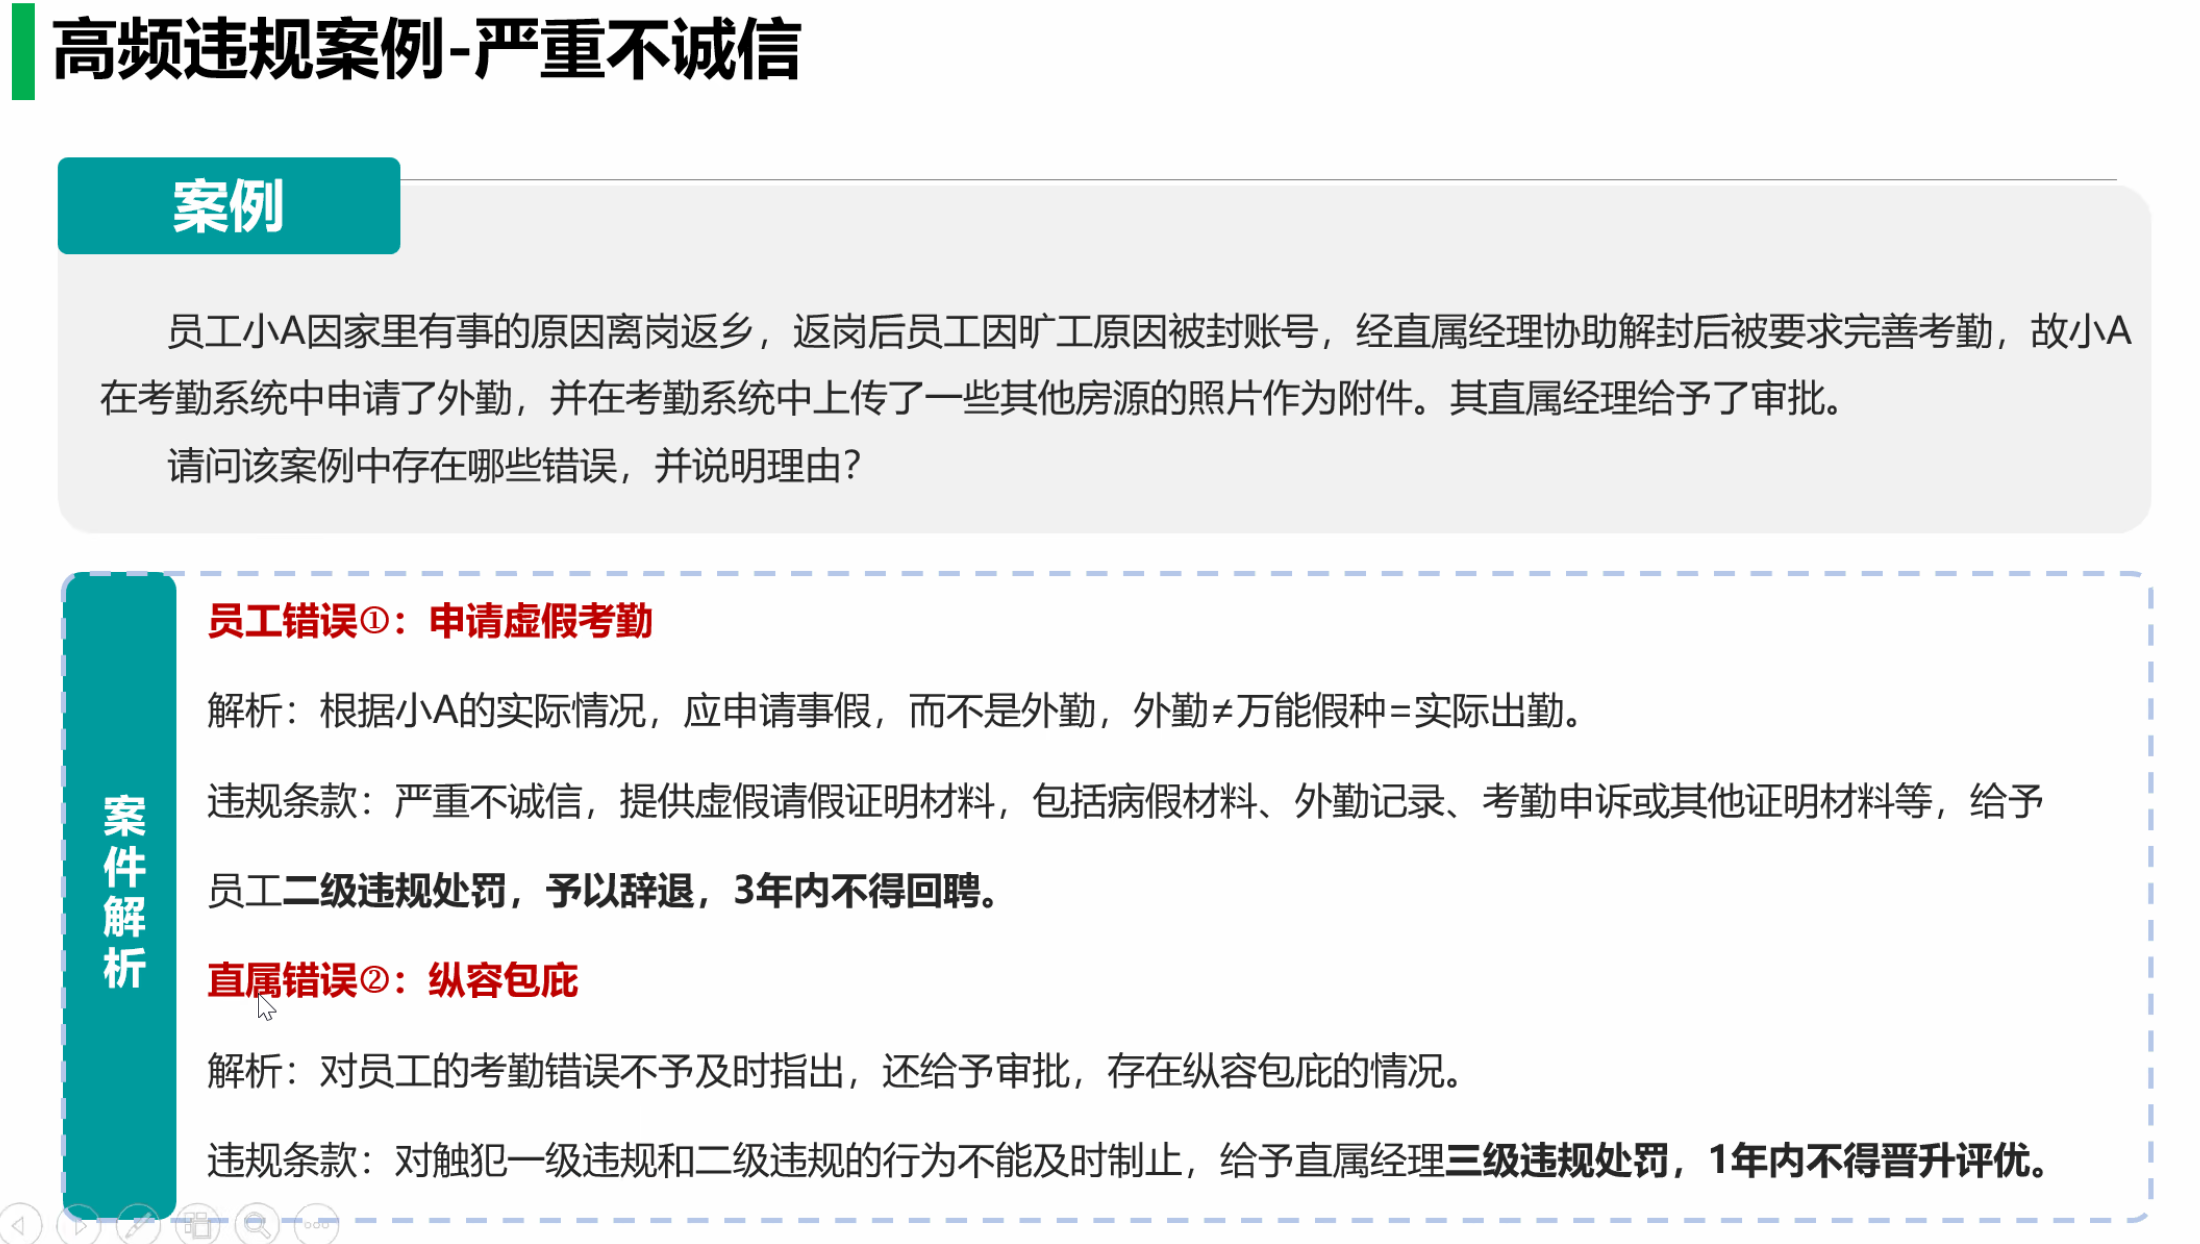 高频违规案例-严重不诚信
案例
员工小A因家里有事的原因离岗返乡，返岗后员工因旷工原因被封账号，经直属经理协助解封后被要求完善考勤，故小A
在考勤系统中申请了外勤，并在考勤系统中上传了一些其他房源的照片作为附件。其直属经理给予了审批。
请问该案例中存在哪些错误，并说明理由？
案件解析
员工错误①：申请虚假考勤
解析：根据小A的实际情况，应申请事假，而不是外勤，外勤≠万能假种=实际出勤。
违规条款：严重不诚信，提供虚假请假证明材料，包括病假材料、外勤记录、考勤申诉或其他证明材料等，给予
员工二级违规处罚，予以辞退，3年内不得回聘。
直属错误②：纵容包庇
解析：对员工的考勤错误不予及时指出，还给予审批，存在纵容包庇的情况。
违规条款：对触犯一级违规和二级违规的行为不能及时制止，给予直属经理三级违规处罚，1年内不得晋升评优。